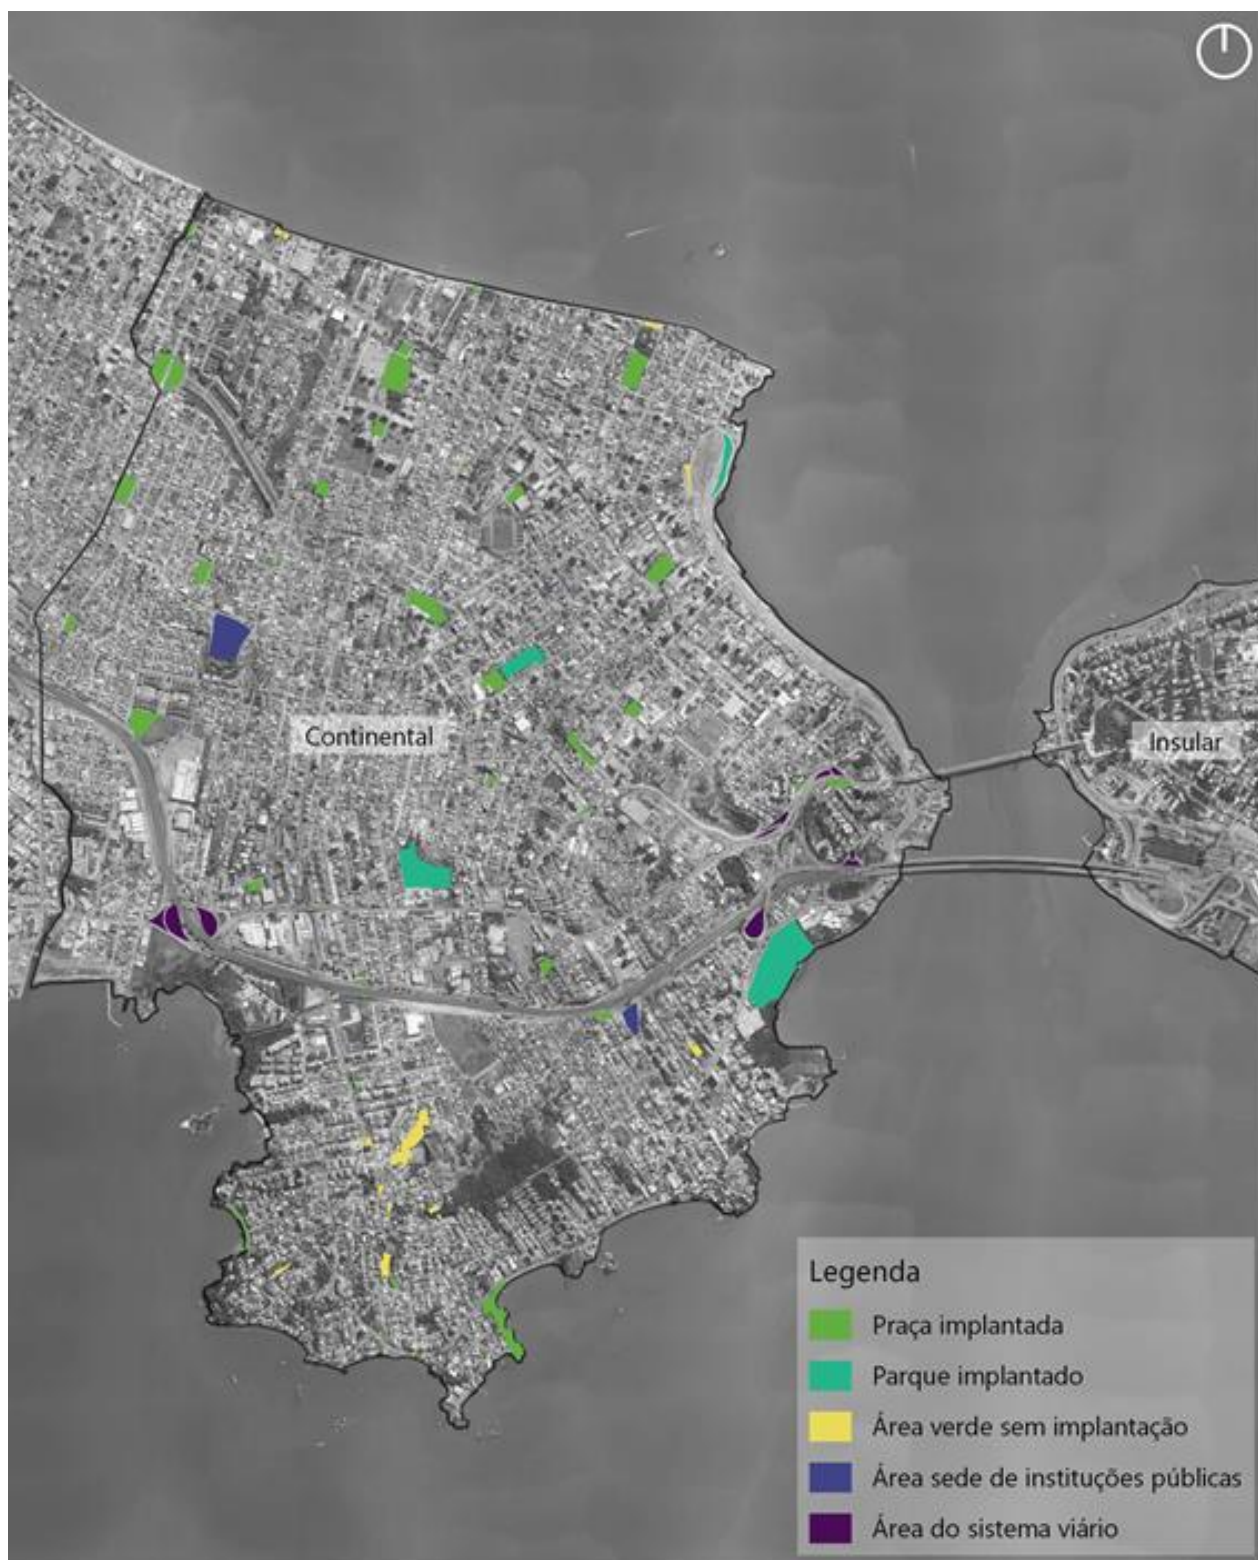 Continental
Insular
Legenda
Praça implantada
Parque implantado
Área verde sem implantação
Área sede de instituções públicas
Área do sistema viário